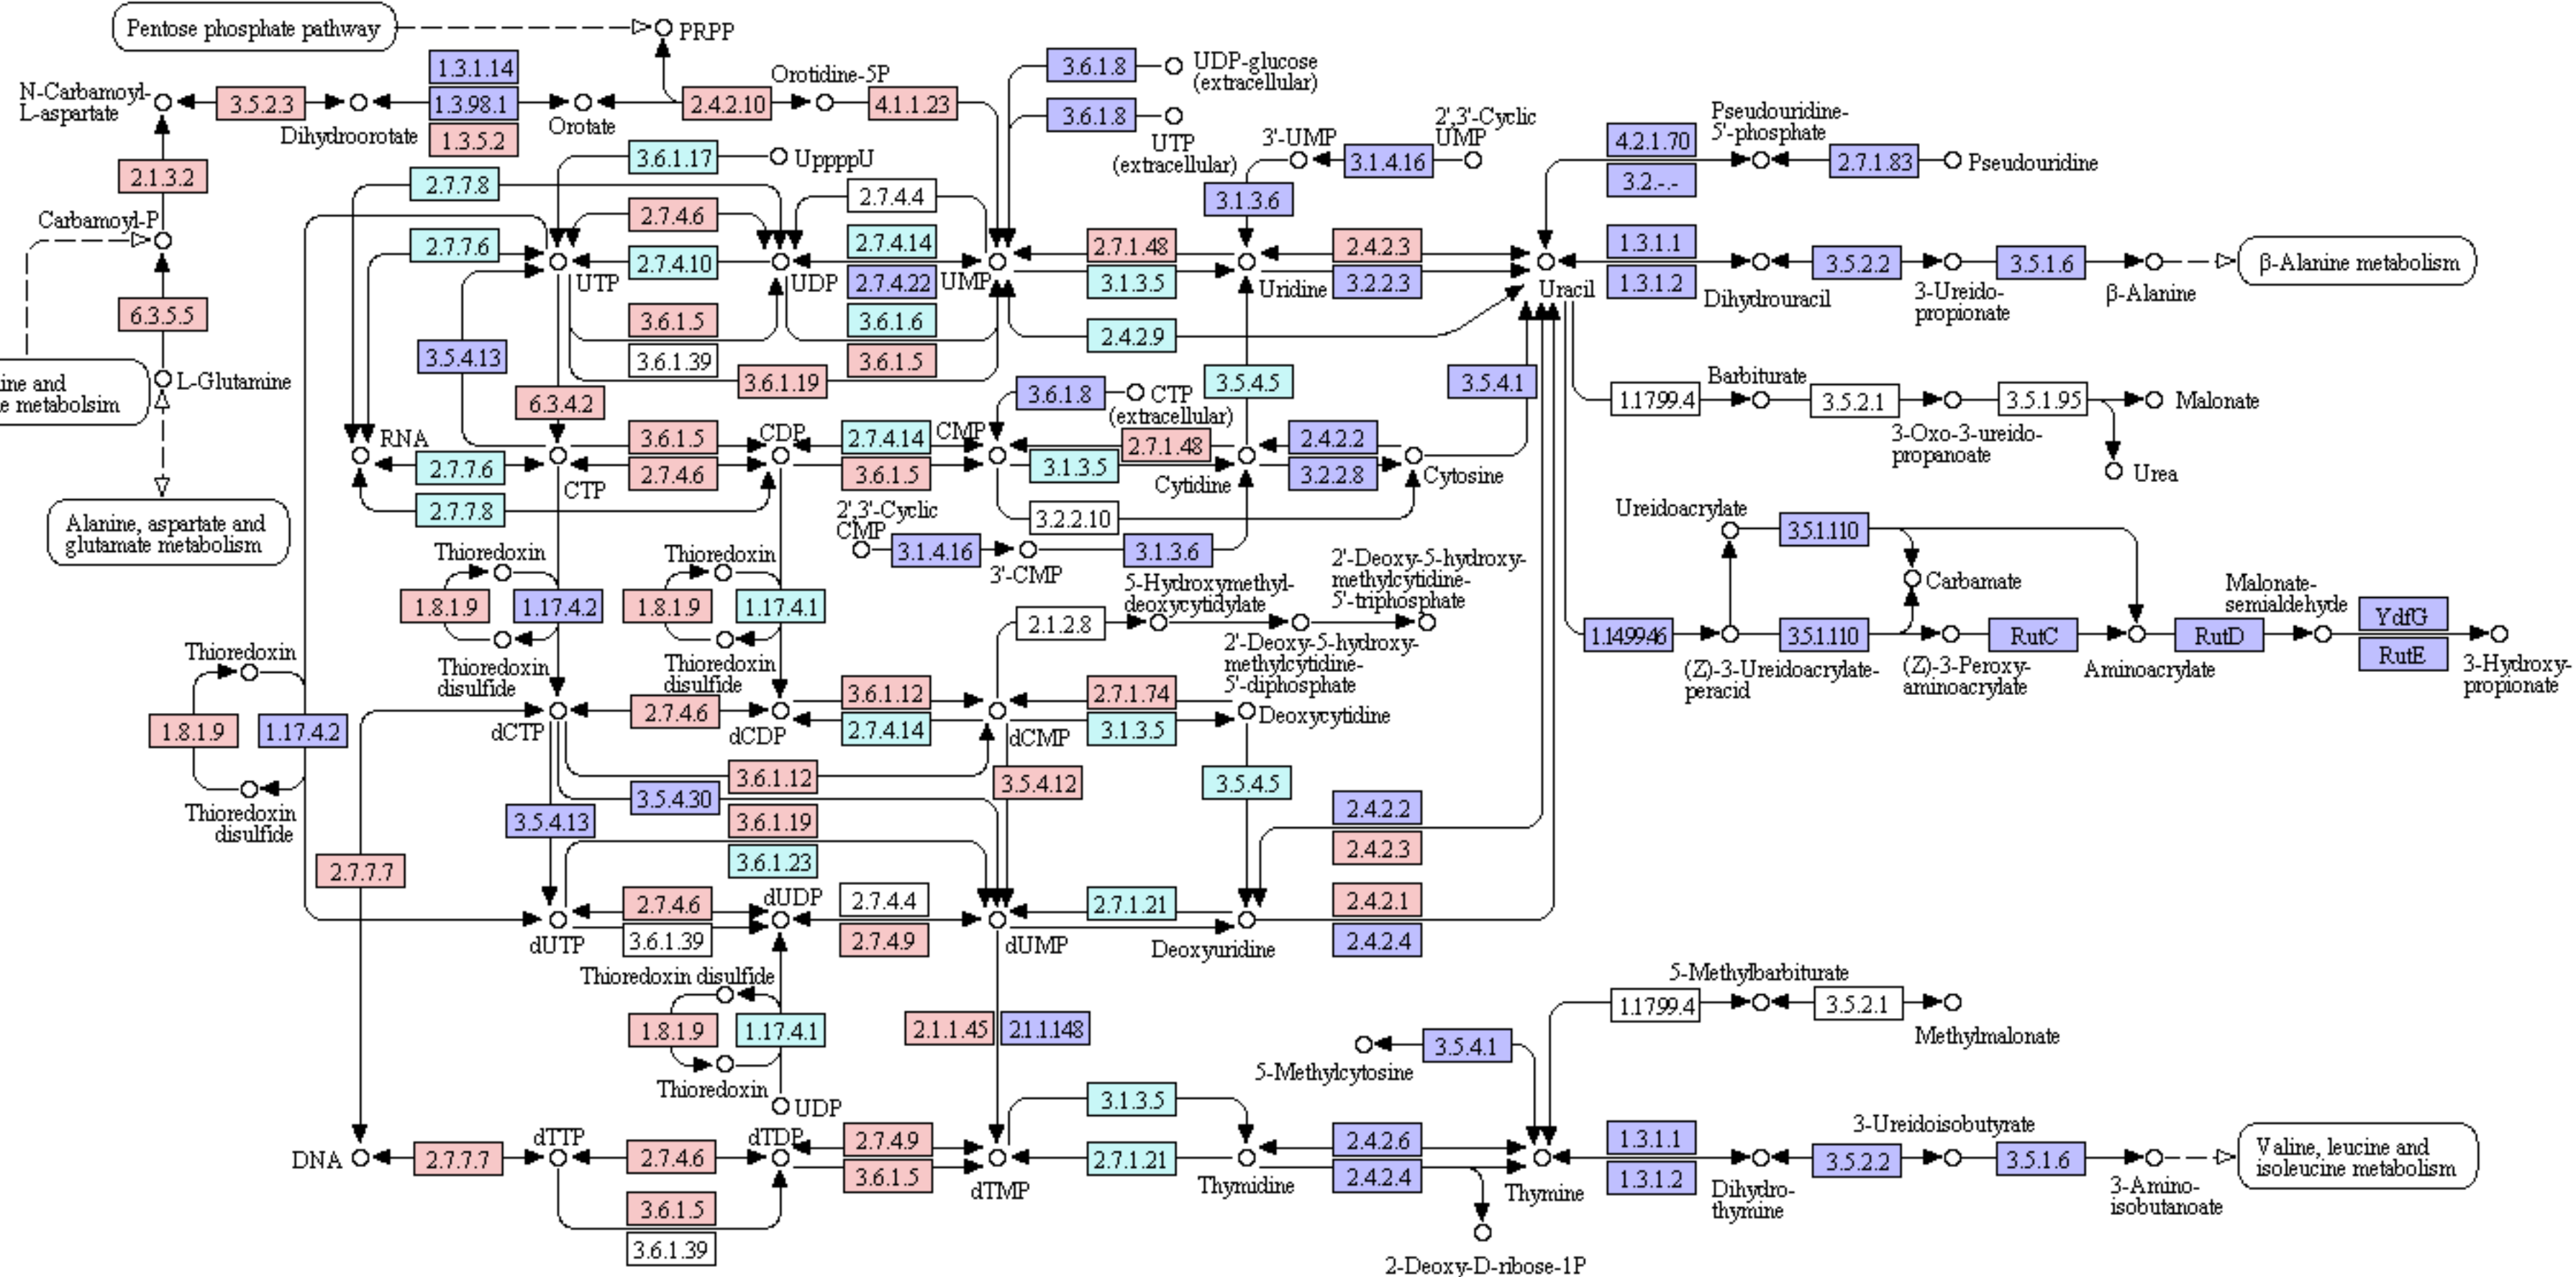 Pentose phosphate pathway
PRPP
1.3.1.14
N-Carbamoyl-
L-aspartate
3.5.2.3
1.3.98.1
Dihydroorotate
1.3.5.2
Orotate
2.4.2.10
Orotidine-5P
4.1.1.23
3.6.1.8
UDP-glucose
(extracellular)
3.6.1.8
UTP
(extracellular)
3'-UMP
2',3'-Cyclic
UMP
3.1.4.16
3.1.3.6
4.2.1.70
3.2.-.-
Pseudouridine-
5'-phosphate
2.7.1.83
Pseudouridine
2.1.3.2
Carbamoyl-P
6.3.5.5
L-Glutamine
ine and
e metabolsim
Alanine, aspartate and
glutamate metabolism
3.6.1.17
UppppU
2.7.7.8
2.7.4.6
2.7.4.4
2.7.7.6
UTP
2.7.4.10
UDP
2.7.4.14
2.7.4.22
UMP
2.7.1.48
3.1.3.5
Uridine
2.4.2.3
3.2.2.3
Uracil
1.3.1.1
1.3.1.2
Dihydrouracil
3.5.2.2
3-Ureido-
propionate
3.5.1.6
β-Alanine
β-Alanine metabolism
3.6.1.5
3.6.1.39
3.6.1.6
3.6.1.5
2.4.2.9
3.5.4.13
3.6.1.19
6.3.4.2
3.6.1.8
CTP
(extracellular)
3.5.4.5
3.5.4.1
1.1799.4
Barbiturate
3.5.2.1
3-Oxo-3-ureido-
propanoate
3.5.1.95
Malonate
Urea
RNA
2.7.7.6
2.7.7.8
CTP
3.6.1.5
2.7.4.6
CDP
2.7.4.14
3.6.1.5
CMP
2.7.1.48
3.1.3.5
Cytidine
2.4.2.2
3.2.2.8
Cytosine
3.2.2.10
2',3'-Cyclic
CMP
3.1.4.16
3'-CMP
3.1.3.6
Thioredoxin
1.8.1.9
1.17.4.2
Thioredoxin
disulfide
Thioredoxin
1.8.1.9
1.17.4.1
Thioredoxin
disulfide
2.1.2.8
5-Hydroxymethyl-
deoxycytidylate
2'-Deoxy-5-hydroxy-
methylcytidine-
5'-triphosphate
2'-Deoxy-5-hydroxy-
methylcytidine-
5'-diphosphate
Ureidoacrylate
3.5.1.110
Carbamate
1.14.99.46
(Z)-3-Ureidoacrylate-
peracid
3.5.1.110
(Z)-3-Peroxy-
aminoacrylate
RutC
Aminoacrylate
RutD
Malonate-
semialdehyde
YdfG
RutE
3-Hydroxy-
propionate
Thioredoxin
1.8.1.9
1.17.4.2
Thioredoxin
disulfide
dCTP
2.7.4.6
dCDP
3.6.1.12
2.7.4.14
dCMP
2.7.1.74
3.1.3.5
Deoxycytidine
3.6.1.12
3.5.4.30
3.5.4.12
3.5.4.5
3.5.4.13
3.6.1.19
3.6.1.23
2.4.2.2
2.4.2.3
2.7.7.7
dUTP
2.7.4.6
3.6.1.39
dUDP
2.7.4.4
2.7.4.9
dUMP
2.7.1.21
Deoxyuridine
2.4.2.1
2.4.2.4
Thioredoxin disulfide
1.8.1.9
1.17.4.1
Thioredoxin
UDP
2.1.1.45
2.1.1.148
5-Methylcytosine
3.5.4.1
1.1799.4
5-Methylbarbiturate
3.5.2.1
Methylmalonate
DNA
2.7.7.7
dTTP
2.7.4.6
dTDP
2.7.4.9
3.6.1.5
dTMP
3.1.3.5
2.7.1.21
Thymidine
2.4.2.6
2.4.2.4
Thymine
1.3.1.1
1.3.1.2
Dihydro-
thymine
3.5.2.2
3-Ureidoisobutyrate
3.5.1.6
3-Amino-
isobutanoate
Valine, leucine and
isoleucine metabolism
3.6.1.5
3.6.1.39
2-Deoxy-D-ribose-1P